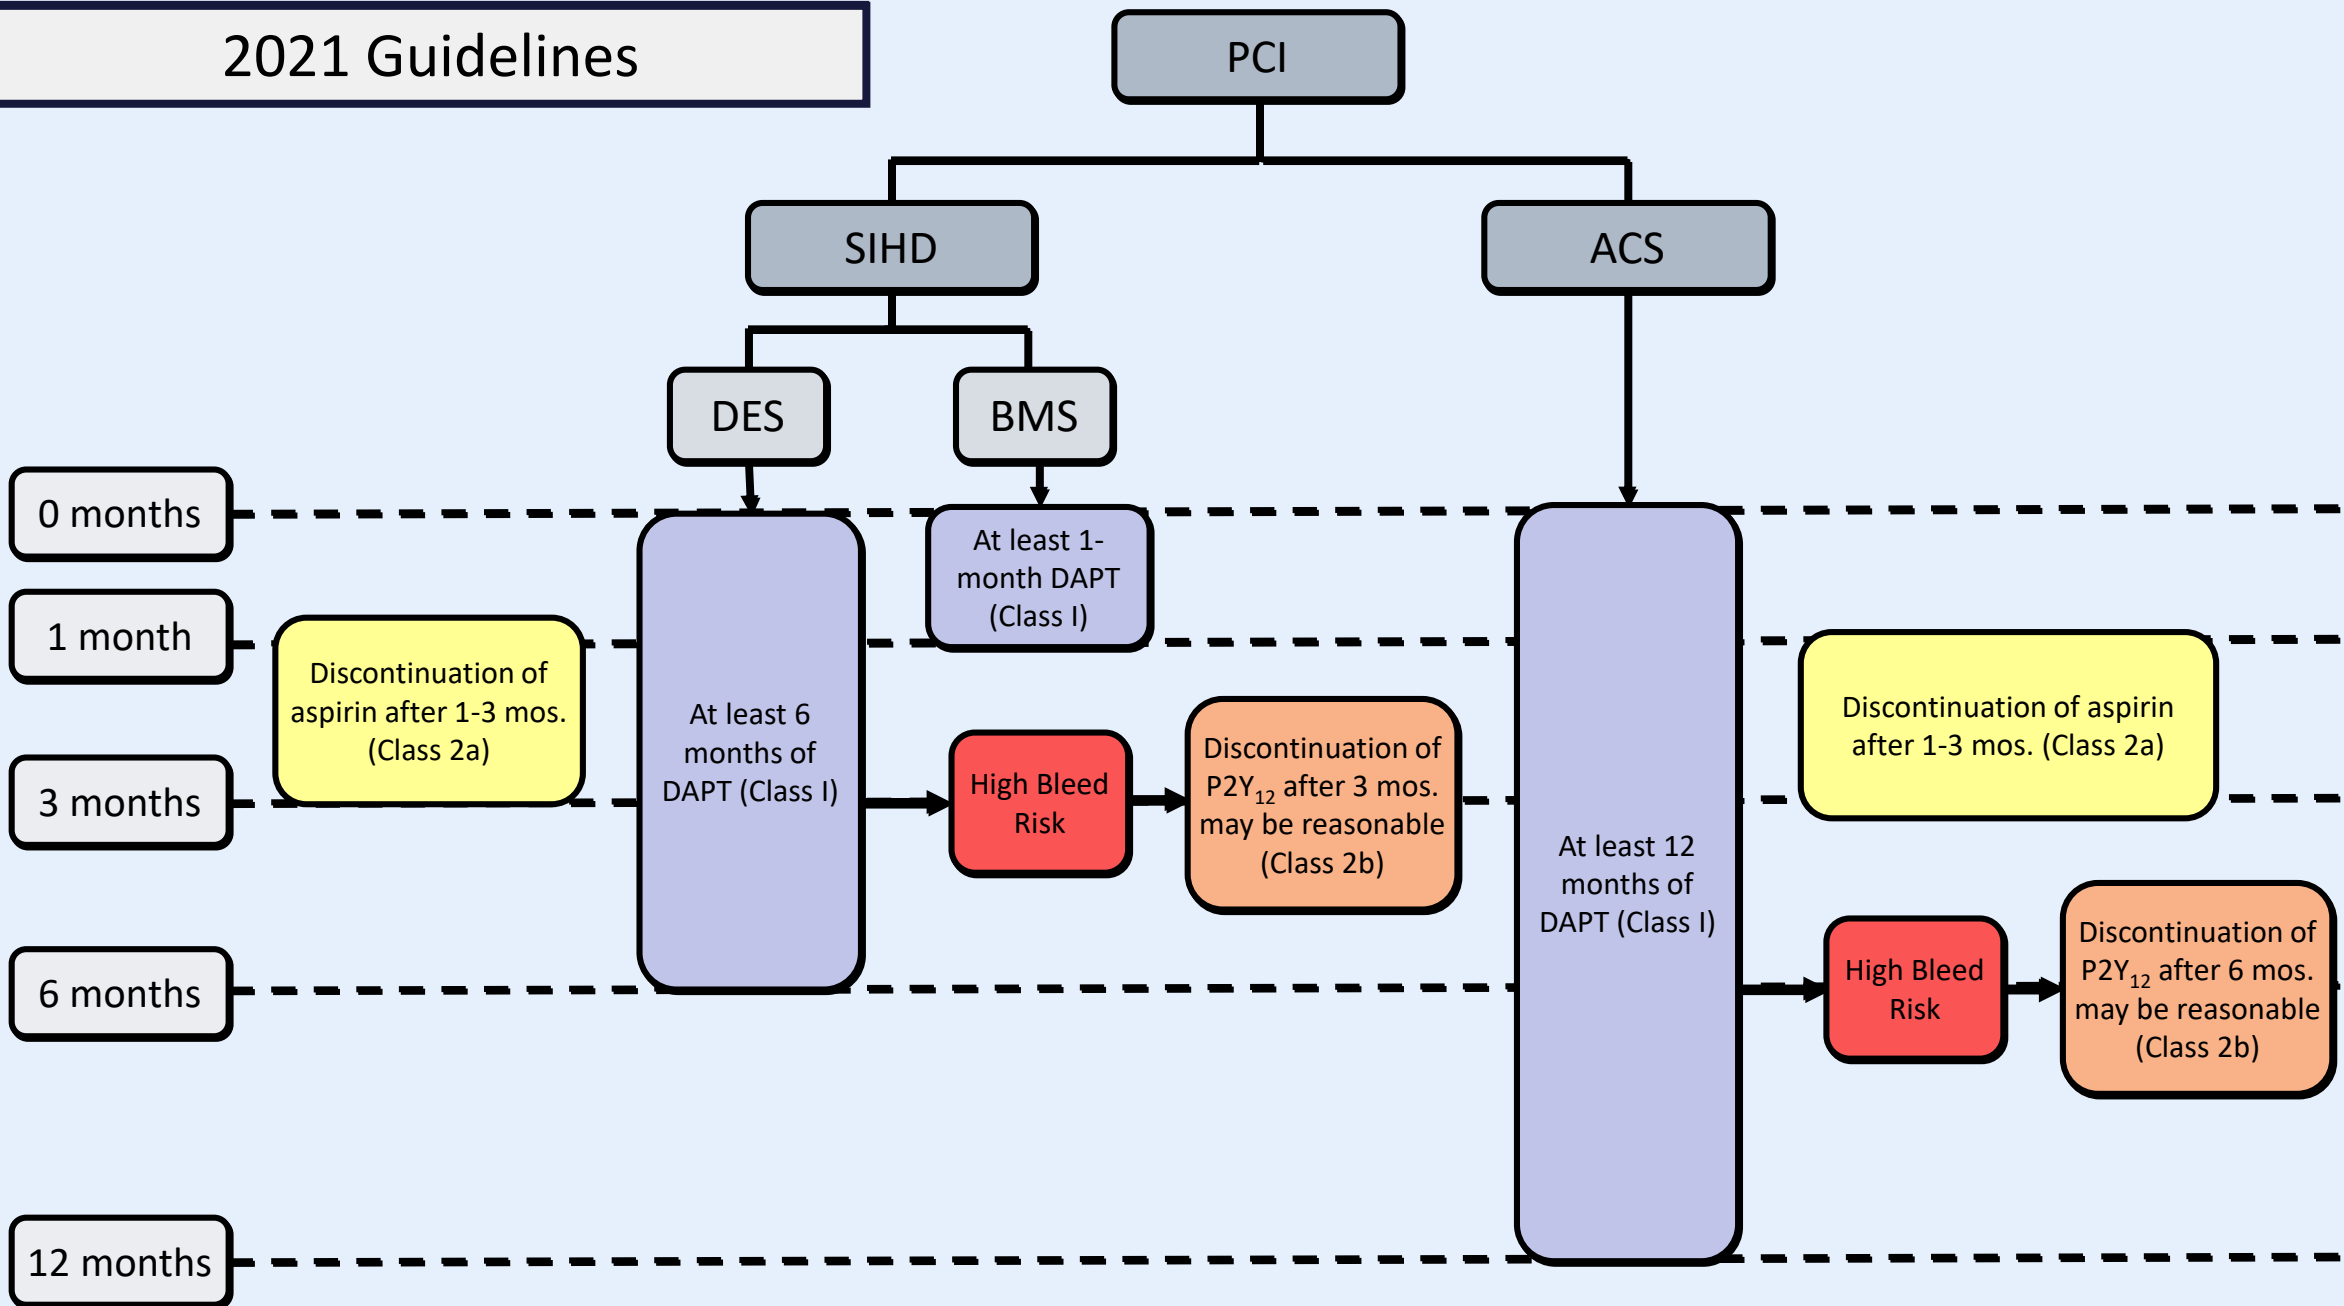 2021 Guidelines
PCI
SIHD
ACS
DES
BMS
0 months
At least 1-
month DAPT
(Class I)
1 month
Discontinuation of
aspirin after 1-3 mos.
(Class 2a)
At least 6
months of
DAPT (Class I)
High Bleed
Risk
Discontinuation of
P2Y₁₂ after 3 mos.
may be reasonable
(Class 2b)
Discontinuation of aspirin
after 1-3 mos. (Class 2a)
3 months
At least 12
months of
DAPT (Class I)
High Bleed
Risk
Discontinuation of
P2Y₁₂ after 6 mos.
may be reasonable
(Class 2b)
6 months
12 months